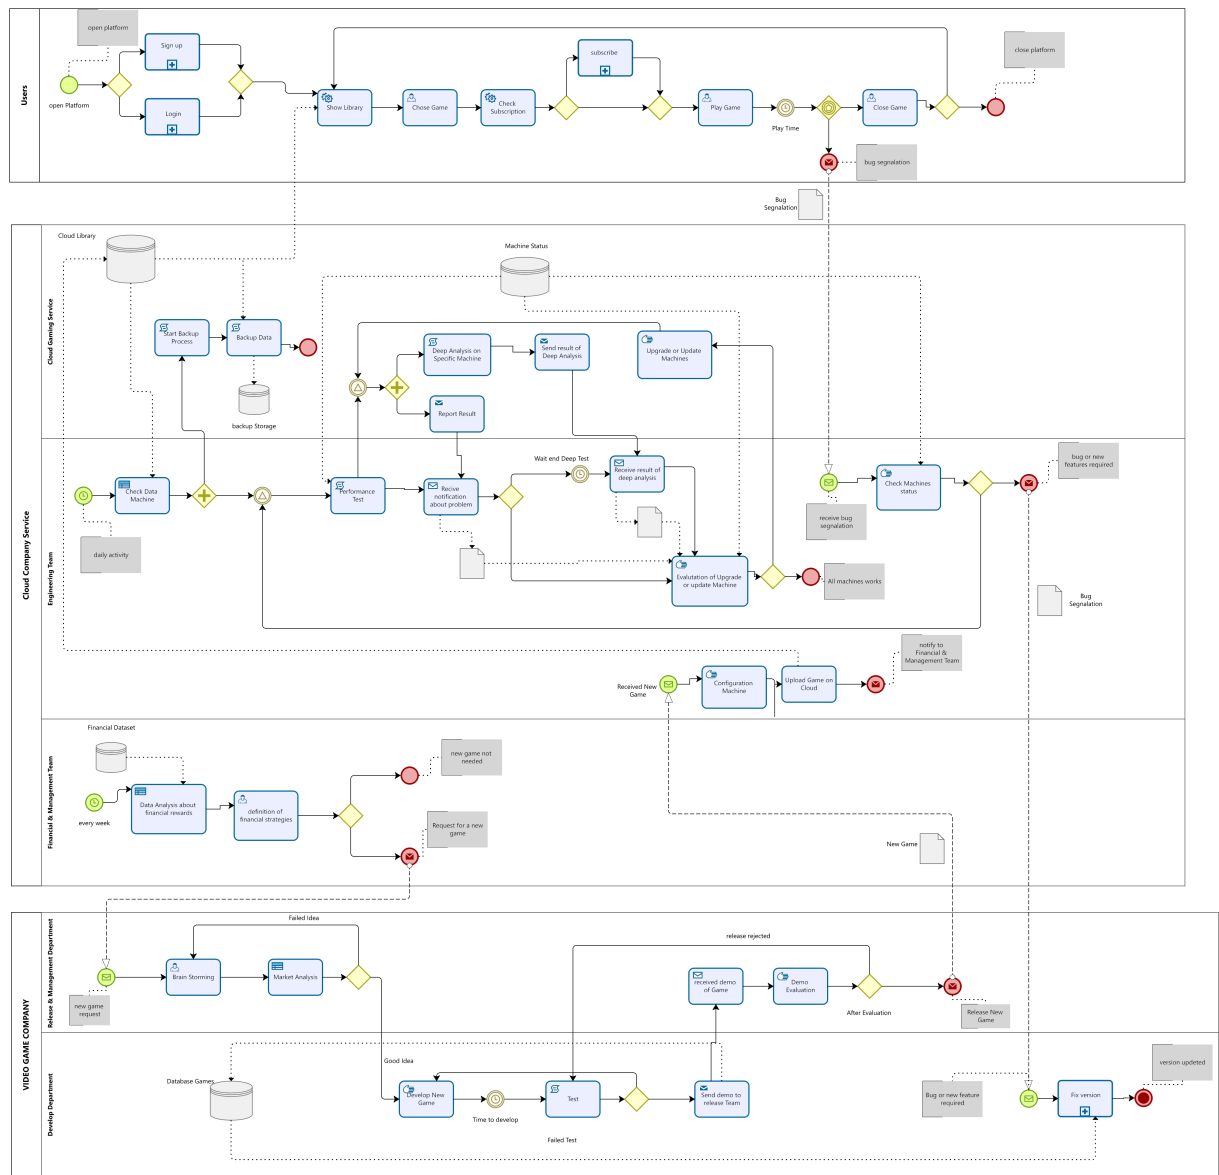 open platform
Sign up
open Platform
Login
Users
Show Library
Chose Game
Check
Subscription
subscribe
Play Game
Play Time
Close Game
close platform
bug segnalation
Bug
Segnalation
Cloud Company Service
Cloud Gaming Service
Cloud Library
Machine Status
Start Backup
Process
Backup Data
backup Storage
Deep Analysis on
Specific Machine
Send result of
Deep Analysis
Upgrade or Update
Machines
Report Result
Engineering Team
Check Data
Machine
daily activity
Performance
Test
Recive
notification
about problem
Wait end Deep Test
Receive result of
deep analysis
Evalutation of Upgrade
or update Machine
All machines works
receive bug
segnalation
Check Machines
status
bug or new
features required
Bug
Segnalation
Received New
Game
Configuration
Machine
Upload Game on
Cloud
notify to
Financial &
Management Team
Financial & Management Team
Financial Dataset
every week
Data Analysis about
financial rewards
definition of
financial strategies
new game not
needed
Request for a new
game
New Game
VIDEO GAME COMPANY
Release & Management Department
new game
request
Failed Idea
Brain Storming
Market Analysis
release rejected
received demo
of Game
Demo
Evaluation
After Evaluation
Release New
Game
Develop Department
Database Games
Good Idea
Develop New
Game
Time to develop
Test
Failed Test
Send demo to
release Team
Bug or new feature
required
Fix version
version updeted